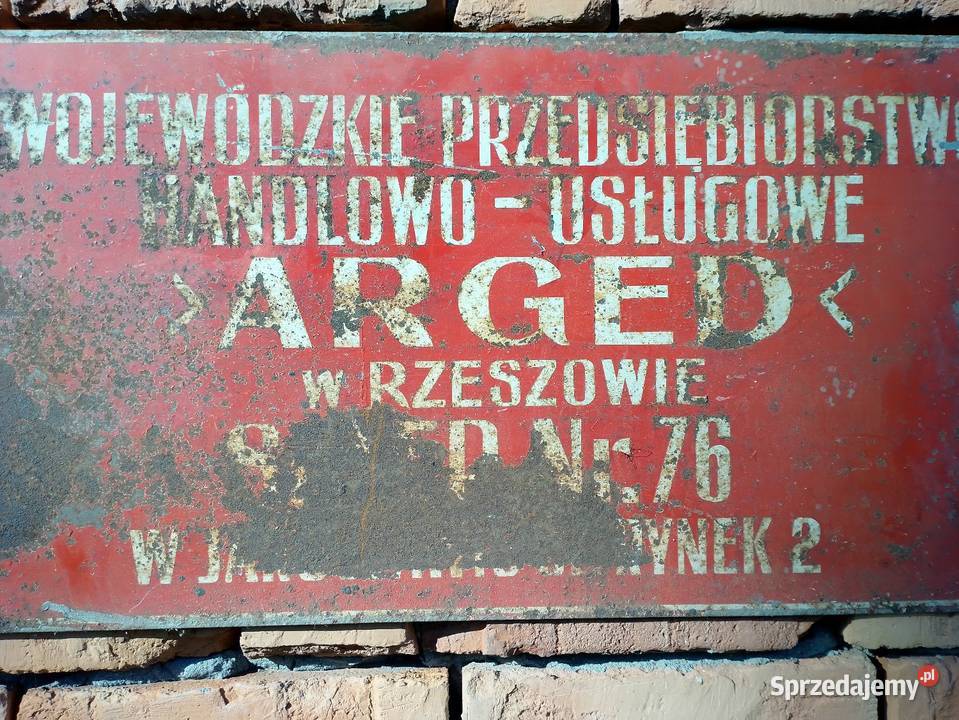 WOJEWÓDZKIE PRZEDSIĘBIORSTWO
HANDLOWO - USŁUGOWE
>ARGED<
w RZESZOWIE
Nr. 76
W RYNEK 2
Sprzedajemy.pl